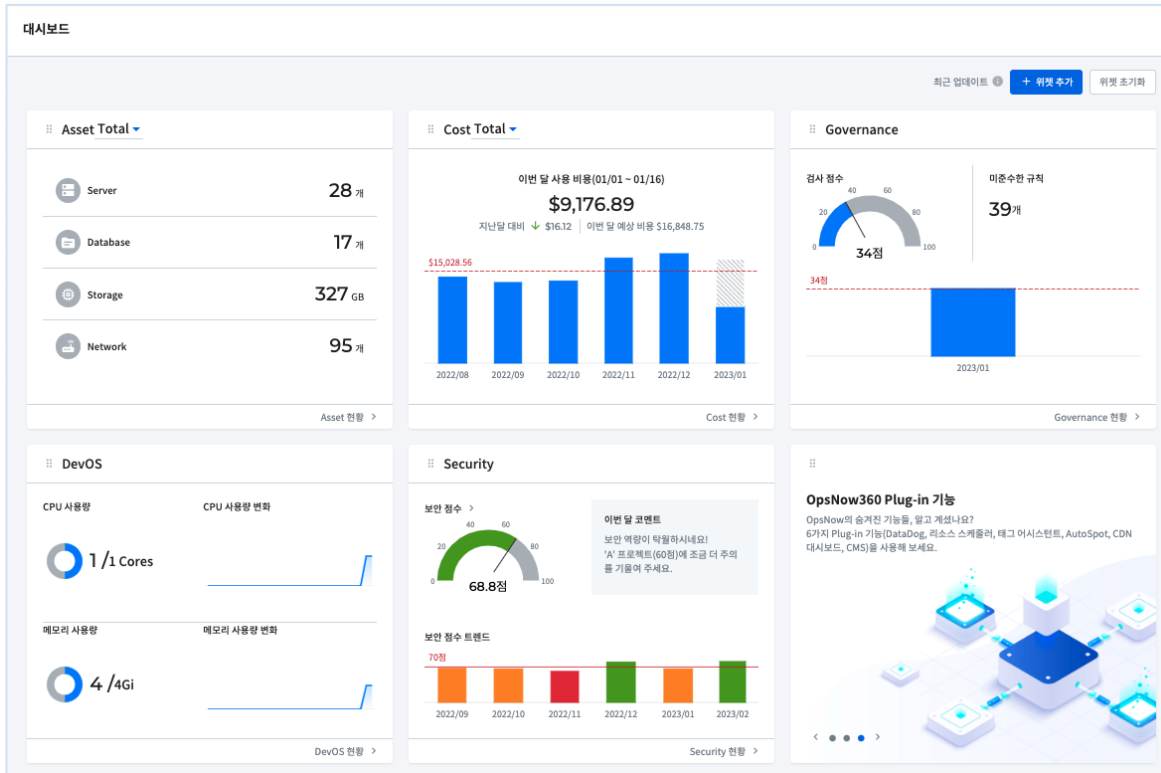 대시보드
최근 업데이트
+ 위젯 추가
위젯 초기화
Asset Total
Server
28 개
Database
17 개
Storage
327 GB
Network
95 개
Asset 현황
Cost Total
이번 달 사용 비용(01/01 ~ 01/16)
$9,176.89
지난달 대비 ↓ $16.12
이번 달 예상 비용 $16,848.75
$15,028.56
2022/08 2022/09 2022/10 2022/11 2022/12 2023/01
Cost 현황
Governance
검사 점수
0 20 40 60 80 100
34점
미준수한 규칙
39개
34점
2023/01
Governance 현황
DevOS
CPU 사용량
CPU 사용량 변화
1 /1 Cores
메모리 사용량
메모리 사용량 변화
4 /4Gi
DevOS 현황
Security
보안 점수
0 20 40 60 80 100
68.8점
이번 달 코멘트
보안 역량이 탁월하시네요!
'A' 프로젝트(60점)에 조금 더 주의
를 기울여 주세요.
보안 점수 트렌드
70점
2022/09 2022/10 2022/11 2022/12 2023/01 2023/02
Security 현황
OpsNow360 Plug-in 기능
OpsNow의 숨겨진 기능들, 알고 계셨나요?
6가지 Plug-in 기능(DataDog, 리소스 스케줄러, 태그 어시스턴트, AutoSpot, CDN
대시보드, CMS)을 사용해 보세요.